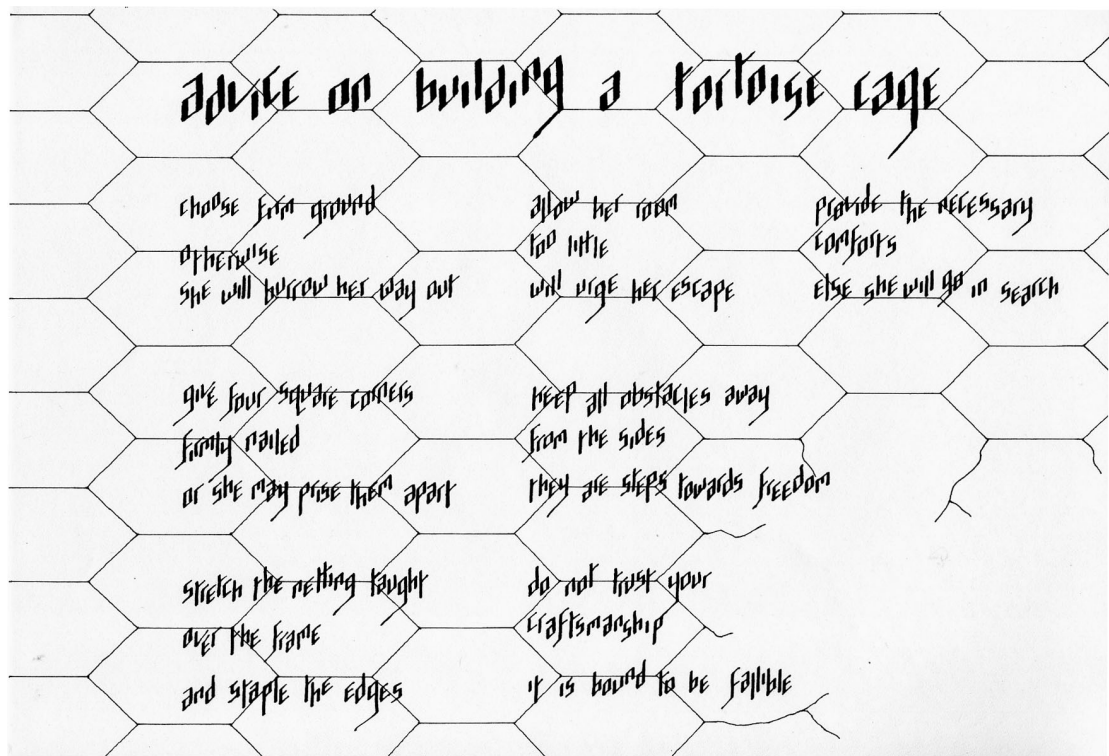 advice on building a tortoise cage
choose firm ground
otherwise
she will burrow her way out
give four square corners
firmly nailed
or she may prise them apart
stretch the netting taught
over the frame
and staple the edges
allow her room
too little
will urge her escape
keep all obstacles away
from the sides
they are steps towards freedom
do not trust your
craftsmanship
it is bound to be fallible
provide the necessary
comforts
else she will go in search